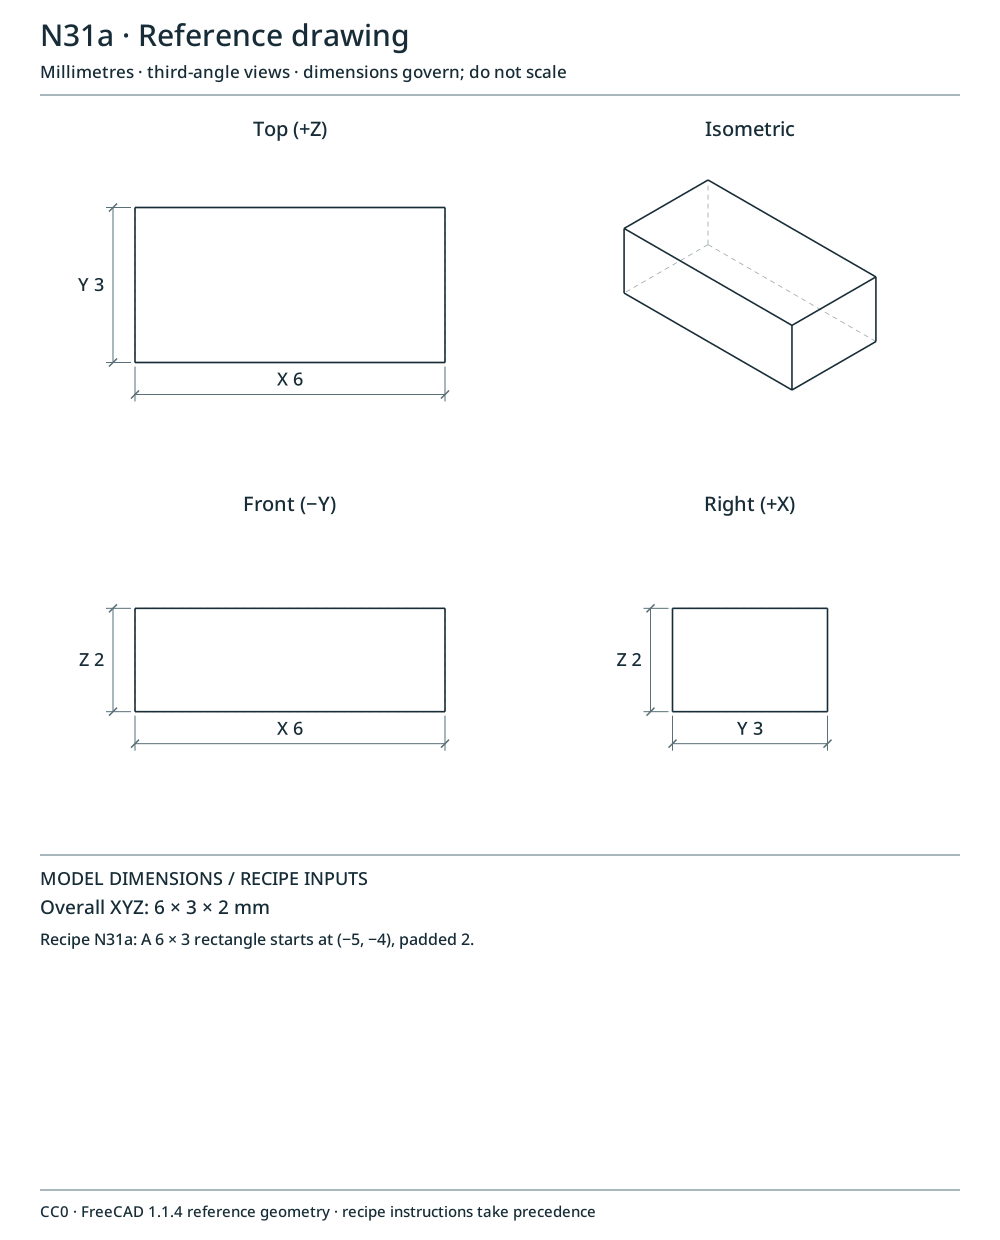 N31a · Reference drawing
Millimetres · third-angle views · dimensions govern; do not scale
Top (+Z)
Isometric
Y 3
X 6
Front (−Y)
Right (+X)
Z 2
Z 2
X 6
Y 3
MODEL DIMENSIONS / RECIPE INPUTS
Overall XYZ: 6 × 3 × 2 mm
Recipe N31a: A 6 × 3 rectangle starts at (−5, −4), padded 2.
CC0 · FreeCAD 1.1.4 reference geometry · recipe instructions take precedence